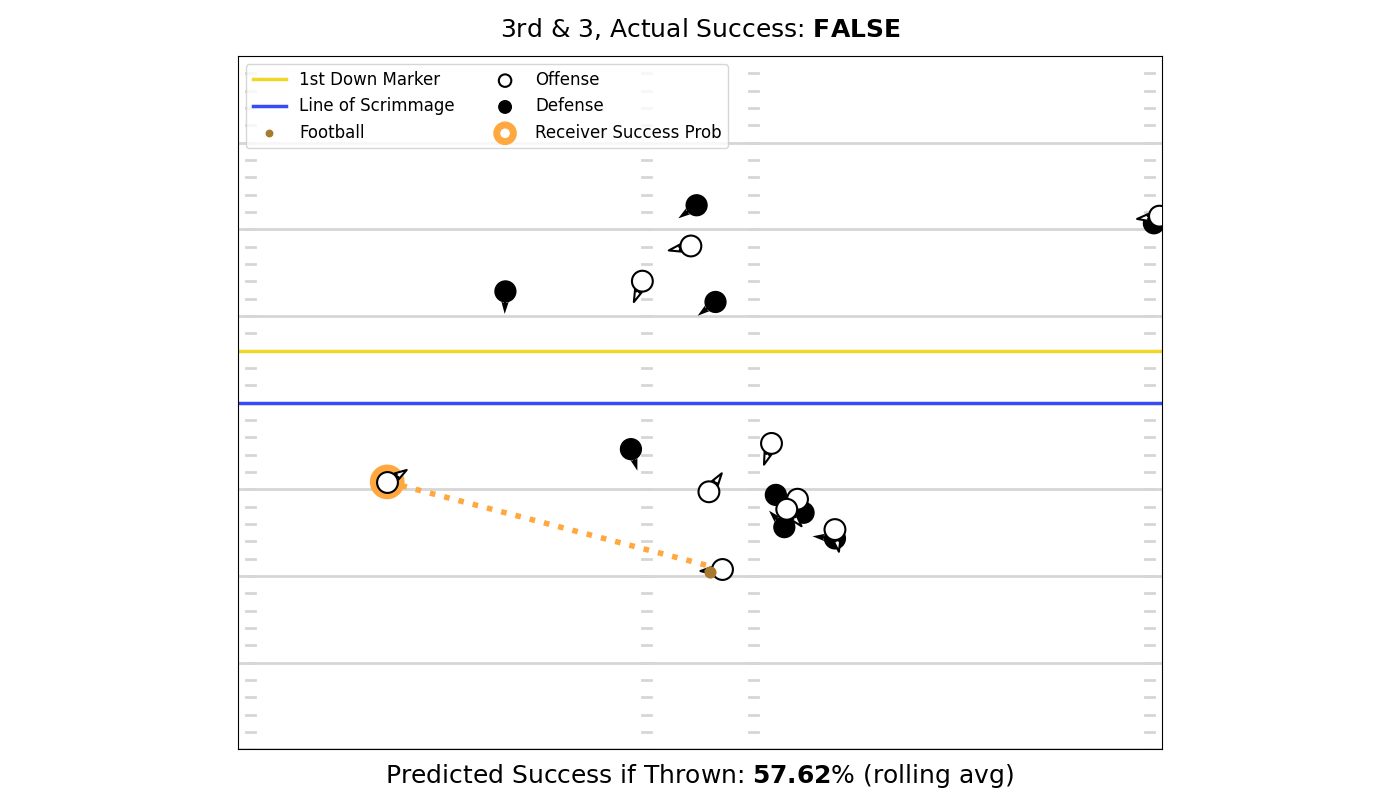 3rd & 3, Actual Success: FALSE
1st Down Marker
Line of Scrimmage
Football
Offense
Defense
Receiver Success Prob
Predicted Success if Thrown: 57.62% (rolling avg)